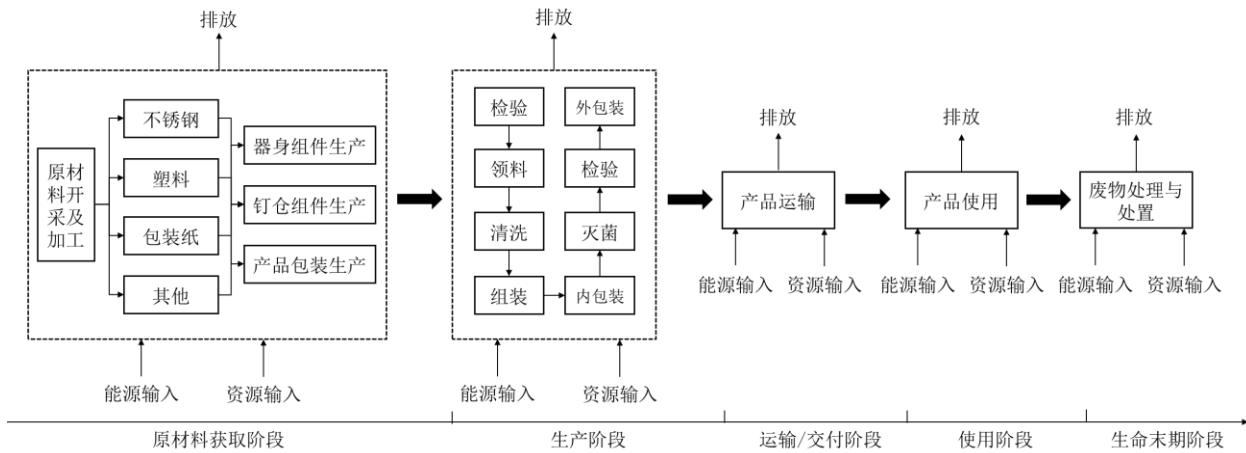 排放
原材
料开
采及
加工
不锈钢
塑料
包装纸
其他
器身组件生产
钉仓组件生产
产品包装生产
能源输入
资源输入
排放
检验
领料
清洗
组装
内包装
灭菌
检验
外包装
能源输入
资源输入
排放
产品运输
能源输入
资源输入
排放
产品使用
能源输入
资源输入
排放
废物处理与
处置
能源输入
资源输入
原材料获取阶段
生产阶段
运输/交付阶段
使用阶段
生命末期阶段